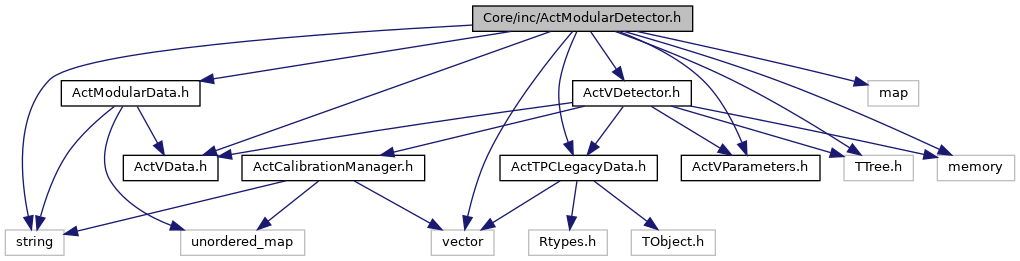 Core/inc/ActModularDetector.h
ActModularData.h
ActVDetector.h
map
ActVData.h
ActCalibrationManager.h
ActTPCLegacyData.h
ActVParameters.h
TTree.h
memory
string
unordered_map
vector
Rtypes.h
TObject.h